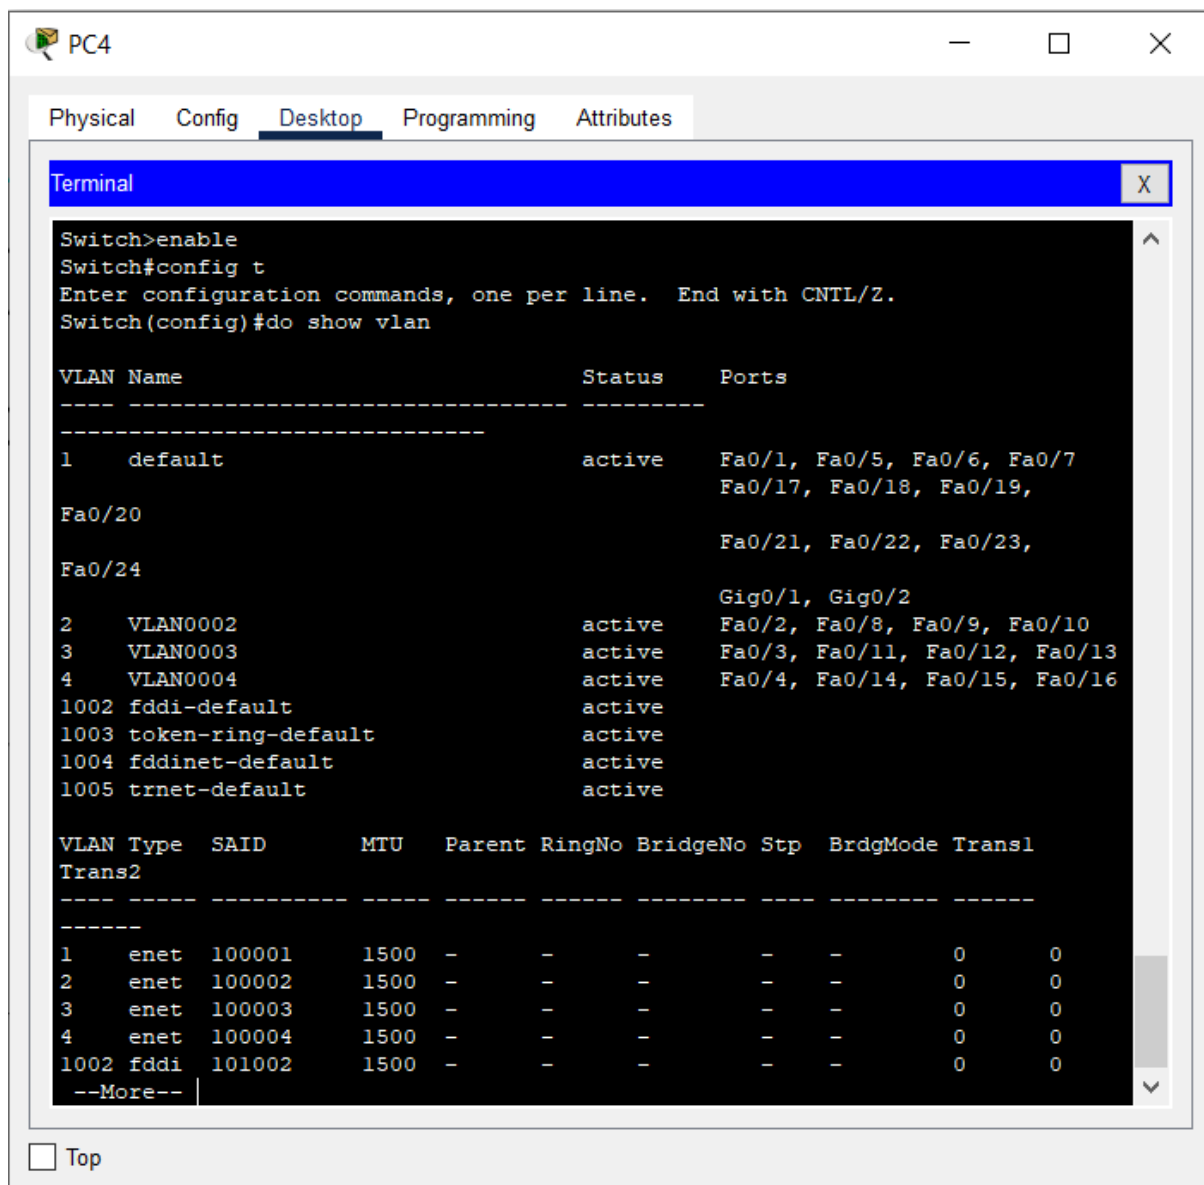 PC4
Physical Config Desktop Programming Attributes
Terminal X
Switch>enable
Switch#config t
Enter configuration commands, one per line.  End with CNTL/Z.
Switch(config)#do show vlan
VLAN Name                             Status    Ports
---- -------------------------------- ---------
-------------------------------
1    default                          active    Fa0/1, Fa0/5, Fa0/6, Fa0/7
                                                Fa0/17, Fa0/18, Fa0/19,
Fa0/20
                                                Fa0/21, Fa0/22, Fa0/23,
Fa0/24
                                                Gig0/1, Gig0/2
2    VLAN0002                         active    Fa0/2, Fa0/8, Fa0/9, Fa0/10
3    VLAN0003                         active    Fa0/3, Fa0/11, Fa0/12, Fa0/13
4    VLAN0004                         active    Fa0/4, Fa0/14, Fa0/15, Fa0/16
1002 fddi-default                     active
1003 token-ring-default               active
1004 fddinet-default                  active
1005 trnet-default                    active
VLAN Type  SAID       MTU   Parent RingNo BridgeNo Stp  BrdgMode Trans1
Trans2
---- ----- ---------- ----- ------ ------ -------- ---- -------- ------
------
1    enet  100001     1500  -      -      -        -    -        0      0
2    enet  100002     1500  -      -      -        -    -        0      0
3    enet  100003     1500  -      -      -        -    -        0      0
4    enet  100004     1500  -      -      -        -    -        0      0
1002 fddi  101002     1500  -      -      -        -    -        0      0
 --More--
Top